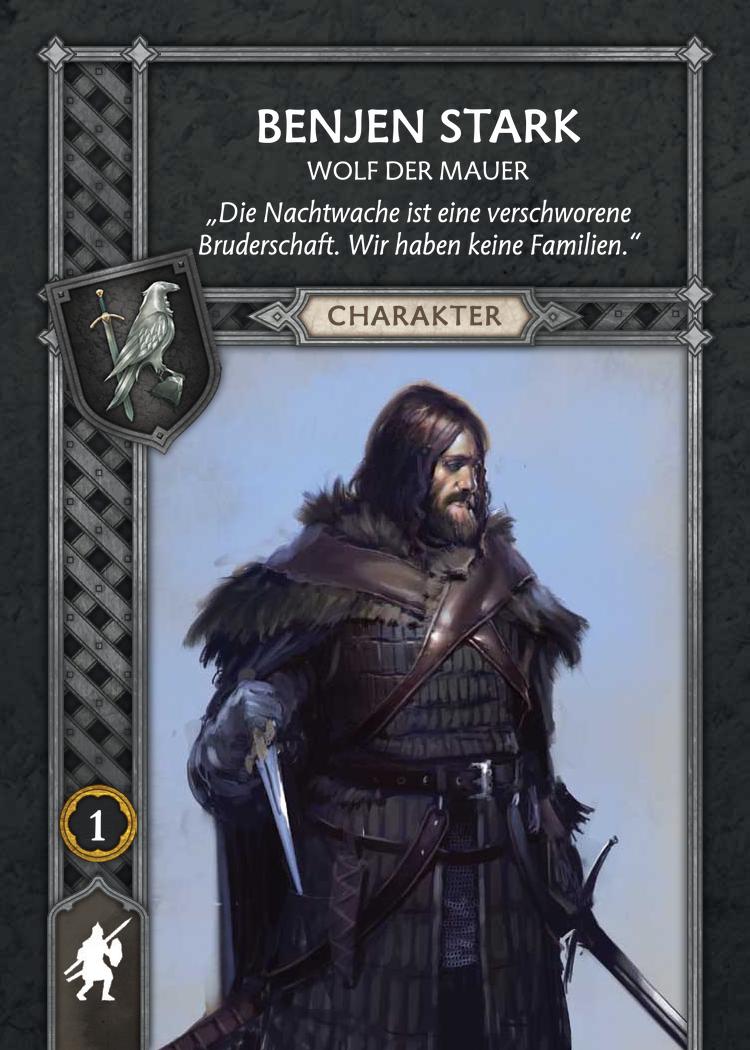 BENJEN STARK
WOLF DER MAUER
„Die Nachtwache ist eine verschworene
Bruderschaft. Wir haben keine Familien.“
CHARAKTER
1